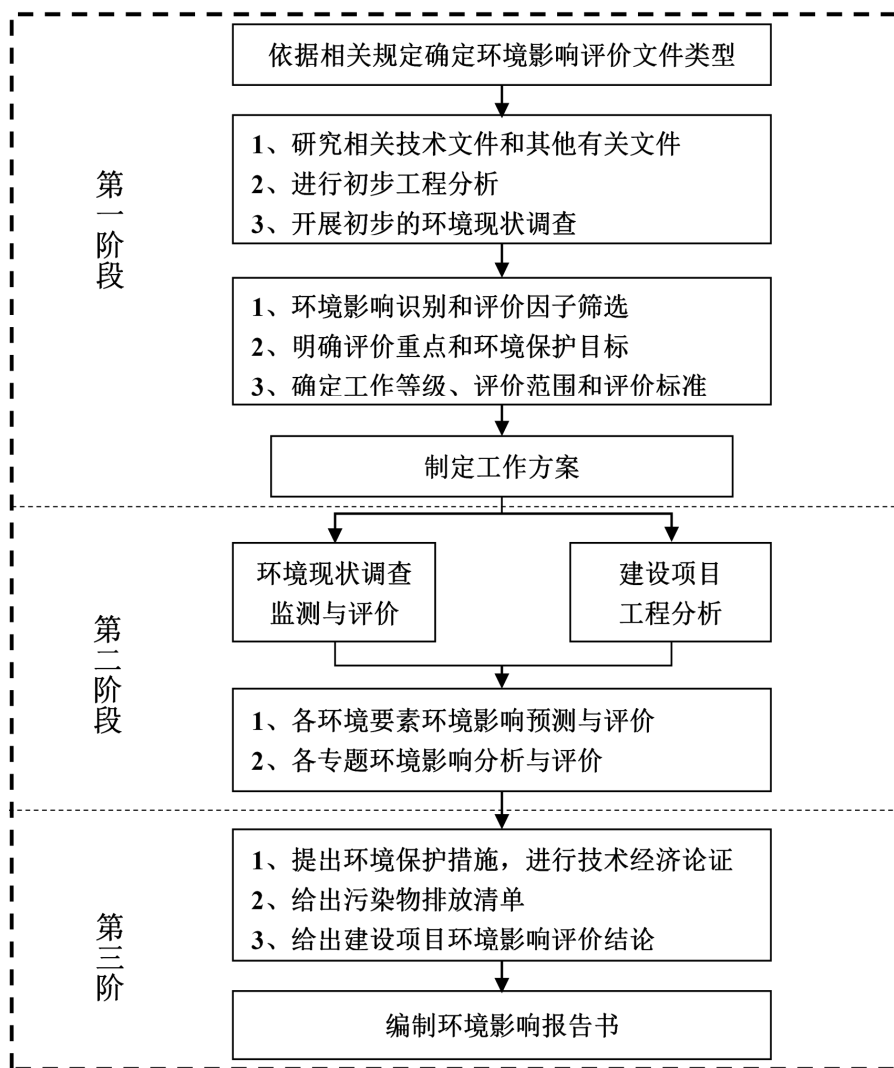 依据相关规定确定环境影响评价文件类型
第一阶段
1、研究相关技术文件和其他有关文件
2、进行初步工程分析
3、开展初步的环境现状调查
1、环境影响识别和评价因子筛选
2、明确评价重点和环境保护目标
3、确定工作等级、评价范围和评价标准
制定工作方案
第二阶段
环境现状调查
监测与评价
建设项目
工程分析
1、各环境要素环境影响预测与评价
2、各专题环境影响分析与评价
第三阶
1、提出环境保护措施，进行技术经济论证
2、给出污染物排放清单
3、给出建设项目环境影响评价结论
编制环境影响报告书